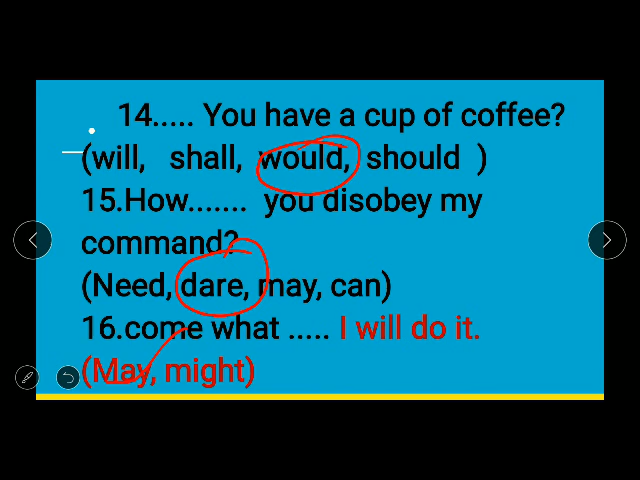 14..... You have a cup of coffee?
(will, shall, would, should )
15.How....... you disobey my
command?
(Need, dare, may, can)
16.come what ..... I will do it.
(May, might)